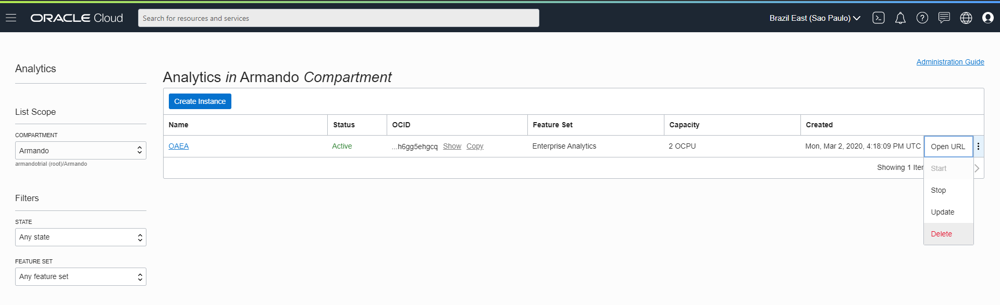 ORACLE Cloud
Search for resources and services
Brazil East (Sao Paulo)
Analytics
List Scope
COMPARTMENT
Armando
armandotrial (root)/Armando
Filters
STATE
Any state
FEATURE SET
Any feature set
Administration Guide
Analytics in Armando Compartment
Create Instance
Name Status OCID Feature Set Capacity Created
OAEA Active ...h6gg5ehgcq Show Copy Enterprise Analytics 2 OCPU Mon, Mar 2, 2020, 4:18:09 PM UTC
Showing 1 Iter
Open URL
Start
Stop
Update
Delete